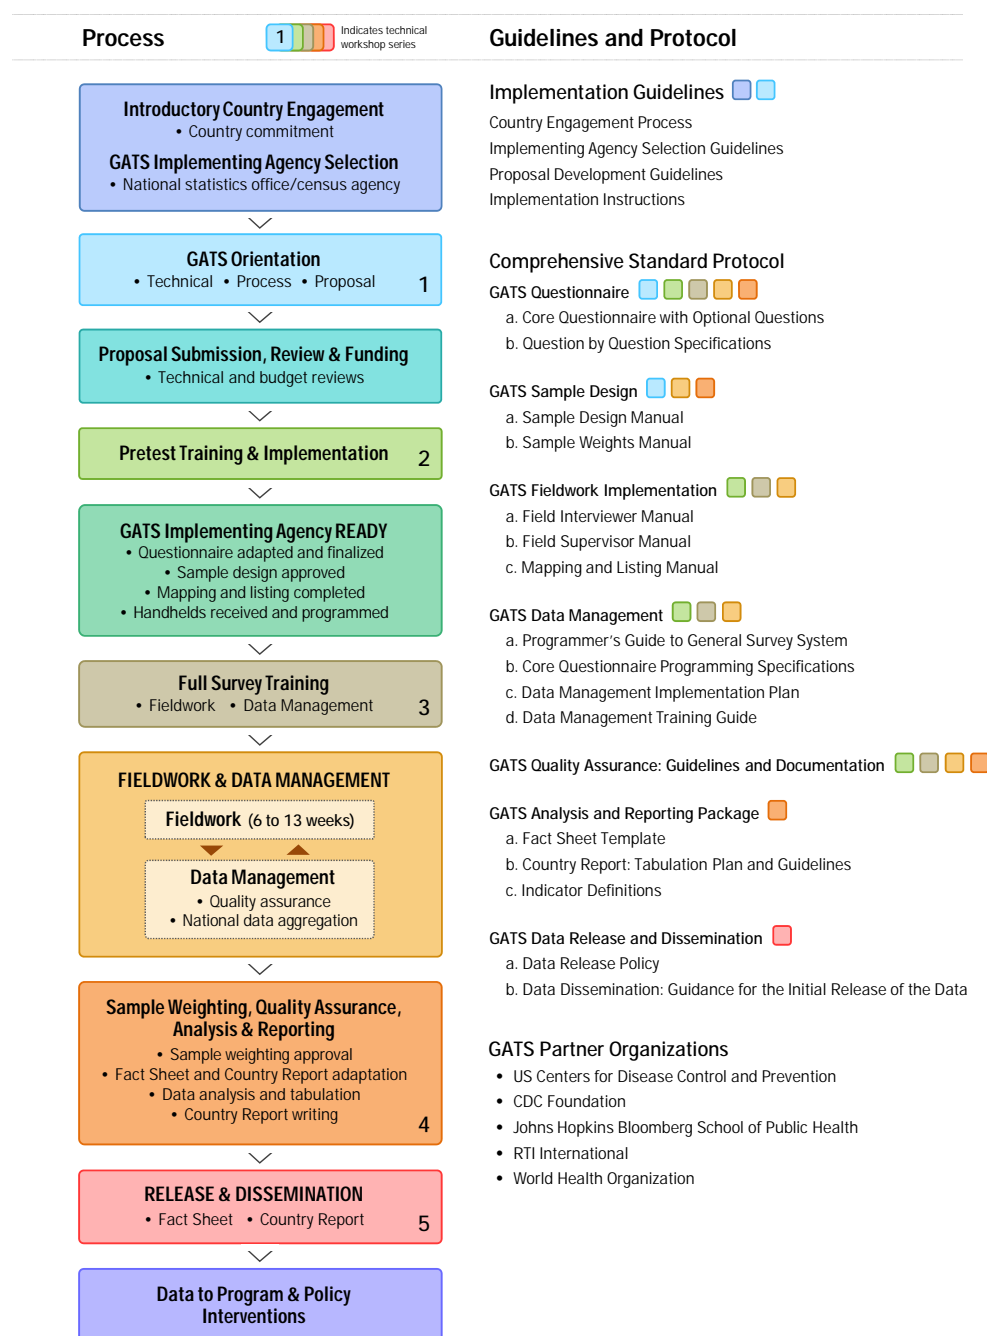 Process
1
Indicates technical
workshop series
Guidelines and Protocol
Introductory Country Engagement
• Country commitment
GATS Implementing Agency Selection
• National statistics office/census agency
GATS Orientation
• Technical • Process • Proposal
1
Proposal Submission, Review & Funding
• Technical and budget reviews
Pretest Training & Implementation
2
GATS Implementing Agency READY
• Questionnaire adapted and finalized
• Sample design approved
• Mapping and listing completed
• Handhelds received and programmed
Full Survey Training
• Fieldwork • Data Management
3
FIELDWORK & DATA MANAGEMENT
Fieldwork (6 to 13 weeks)
Data Management
• Quality assurance
• National data aggregation
Sample Weighting, Quality Assurance,
Analysis & Reporting
• Sample weighting approval
• Fact Sheet and Country Report adaptation
• Data analysis and tabulation
• Country Report writing
4
RELEASE & DISSEMINATION
• Fact Sheet • Country Report
5
Data to Program & Policy
Interventions
Implementation Guidelines
Country Engagement Process
Implementing Agency Selection Guidelines
Proposal Development Guidelines
Implementation Instructions
Comprehensive Standard Protocol
GATS Questionnaire
a. Core Questionnaire with Optional Questions
b. Question by Question Specifications
GATS Sample Design
a. Sample Design Manual
b. Sample Weights Manual
GATS Fieldwork Implementation
a. Field Interviewer Manual
b. Field Supervisor Manual
c. Mapping and Listing Manual
GATS Data Management
a. Programmer's Guide to General Survey System
b. Core Questionnaire Programming Specifications
c. Data Management Implementation Plan
d. Data Management Training Guide
GATS Quality Assurance: Guidelines and Documentation
GATS Analysis and Reporting Package
a. Fact Sheet Template
b. Country Report: Tabulation Plan and Guidelines
c. Indicator Definitions
GATS Data Release and Dissemination
a. Data Release Policy
b. Data Dissemination: Guidance for the Initial Release of the Data
GATS Partner Organizations
• US Centers for Disease Control and Prevention
• CDC Foundation
• Johns Hopkins Bloomberg School of Public Health
• RTI International
• World Health Organization